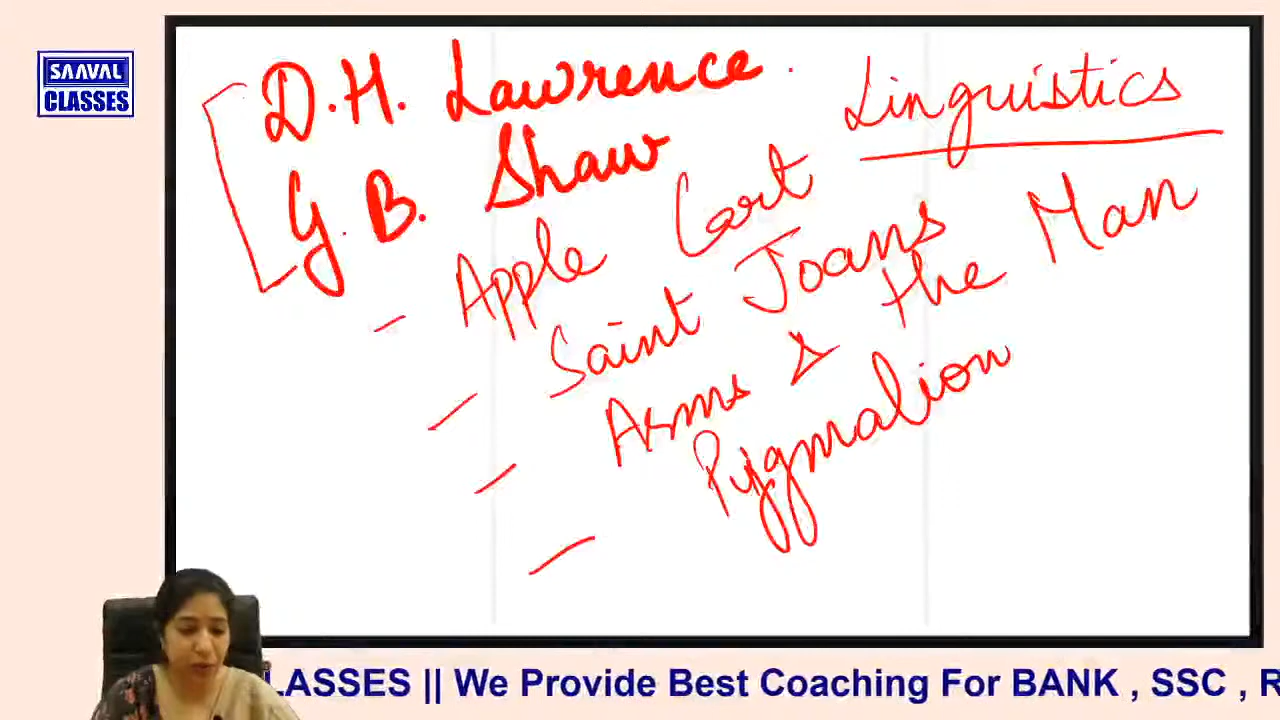 SAAVAL
CLASSES
D.H. Lawrence
G.B. Shaw
Linguistics
- Apple Cart
- Saint Joans
- Arms & the Man
- Pygmalion
LASSES || We Provide Best Coaching For BANK , SSC , R